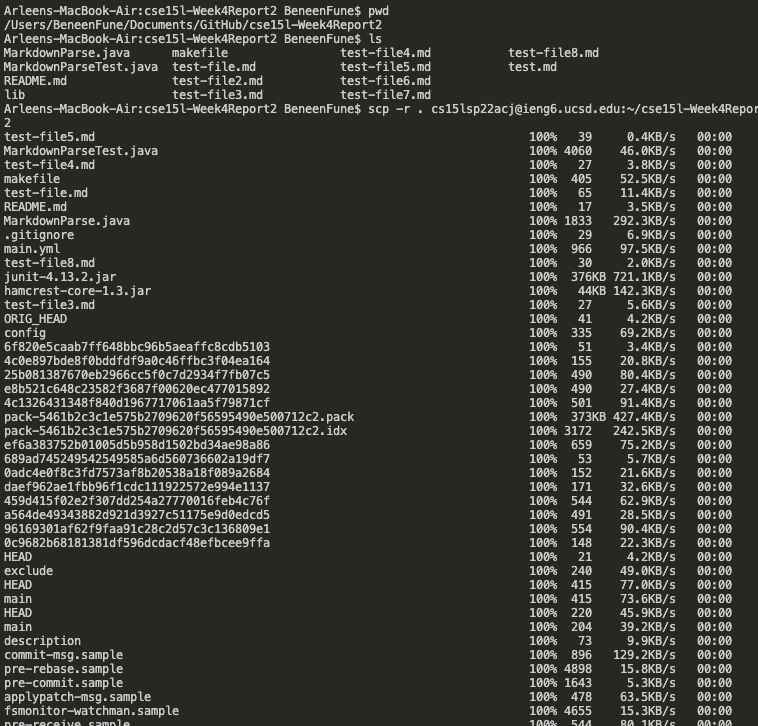 Arleens-MacBook-Air:cse15l-Week4Report2 BeneenFune$ pwd
/Users/BeneenFune/Documents/GitHub/cse15l-Week4Report2
Arleens-MacBook-Air:cse15l-Week4Report2 BeneenFune$ ls
MarkdownParse.java makefile test-file4.md test-file8.md
MarkdownParseTest.java test-file.md test-file5.md test.md
README.md test-file2.md test-file6.md
lib test-file3.md test-file7.md
Arleens-MacBook-Air:cse15l-Week4Report2 BeneenFune$ scp -r . cs15lsp22acj@ieng6.ucsd.edu:~/cse15l-Week4Repor
2
test-file5.md 100% 39 0.4KB/s 00:00
MarkdownParseTest.java 100% 4060 46.0KB/s 00:00
test-file4.md 100% 27 3.8KB/s 00:00
makefile 100% 405 52.5KB/s 00:00
test-file.md 100% 65 11.4KB/s 00:00
README.md 100% 17 3.5KB/s 00:00
MarkdownParse.java 100% 1833 292.3KB/s 00:00
.gitignore 100% 29 6.9KB/s 00:00
main.yml 100% 966 97.5KB/s 00:00
test-file8.md 100% 30 2.0KB/s 00:00
junit-4.13.2.jar 100% 376KB 721.1KB/s 00:00
hamcrest-core-1.3.jar 100% 44KB 142.3KB/s 00:00
test-file3.md 100% 27 5.6KB/s 00:00
ORIG_HEAD 100% 41 4.2KB/s 00:00
config 100% 335 69.2KB/s 00:00
6f820e5caab7ff648bbc96b5aeaffc8cdb5103 100% 51 3.4KB/s 00:00
4c0e897bde8f0bddfdf9a0c46ffbc3f04ea164 100% 155 20.8KB/s 00:00
25b081387670eb2966cc5f0c7d2934f7fb07c5 100% 490 80.4KB/s 00:00
e8b521c648c23582f3687f00620ec477015892 100% 490 27.4KB/s 00:00
4c1326431348f840d1967717061aa5f79871cf 100% 501 91.4KB/s 00:00
pack-5461b2c3c1e575b2709620f56595490e500712c2.pack 100% 373KB 427.4KB/s 00:00
pack-5461b2c3c1e575b2709620f56595490e500712c2.idx 100% 3172 242.5KB/s 00:00
ef6a383752b01005d5b958d1502bd34ae98a86 100% 659 75.2KB/s 00:00
689ad745249542549585a6d560736602a19df7 100% 53 5.7KB/s 00:00
0adc4e0f8c3fd7573af8b20538a18f089a2684 100% 152 21.6KB/s 00:00
daef962ae1fbb96f1cdc111922572e994e1137 100% 171 32.6KB/s 00:00
459d415f02e2f307dd254a27770016feb4c76f 100% 544 62.9KB/s 00:00
a564de49343882d921d3927c51175e9d0edcd5 100% 491 28.5KB/s 00:00
96169301af62f9faa91c28c2d57c3c136809e1 100% 554 90.4KB/s 00:00
0c9682b68181381df596dcdacf48efbcee9ffa 100% 148 22.3KB/s 00:00
HEAD 100% 21 4.2KB/s 00:00
exclude 100% 240 49.0KB/s 00:00
HEAD 100% 415 77.0KB/s 00:00
main 100% 415 73.6KB/s 00:00
HEAD 100% 220 45.9KB/s 00:00
main 100% 204 39.2KB/s 00:00
description 100% 73 9.9KB/s 00:00
commit-msg.sample 100% 896 129.2KB/s 00:00
pre-rebase.sample 100% 4898 15.8KB/s 00:00
pre-commit.sample 100% 1643 5.3KB/s 00:00
applypatch-msg.sample 100% 478 63.5KB/s 00:00
fsmonitor-watchman.sample 100% 4655 15.3KB/s 00:00
pre-receive.sample 100% 544 80.1KB/s 00:00